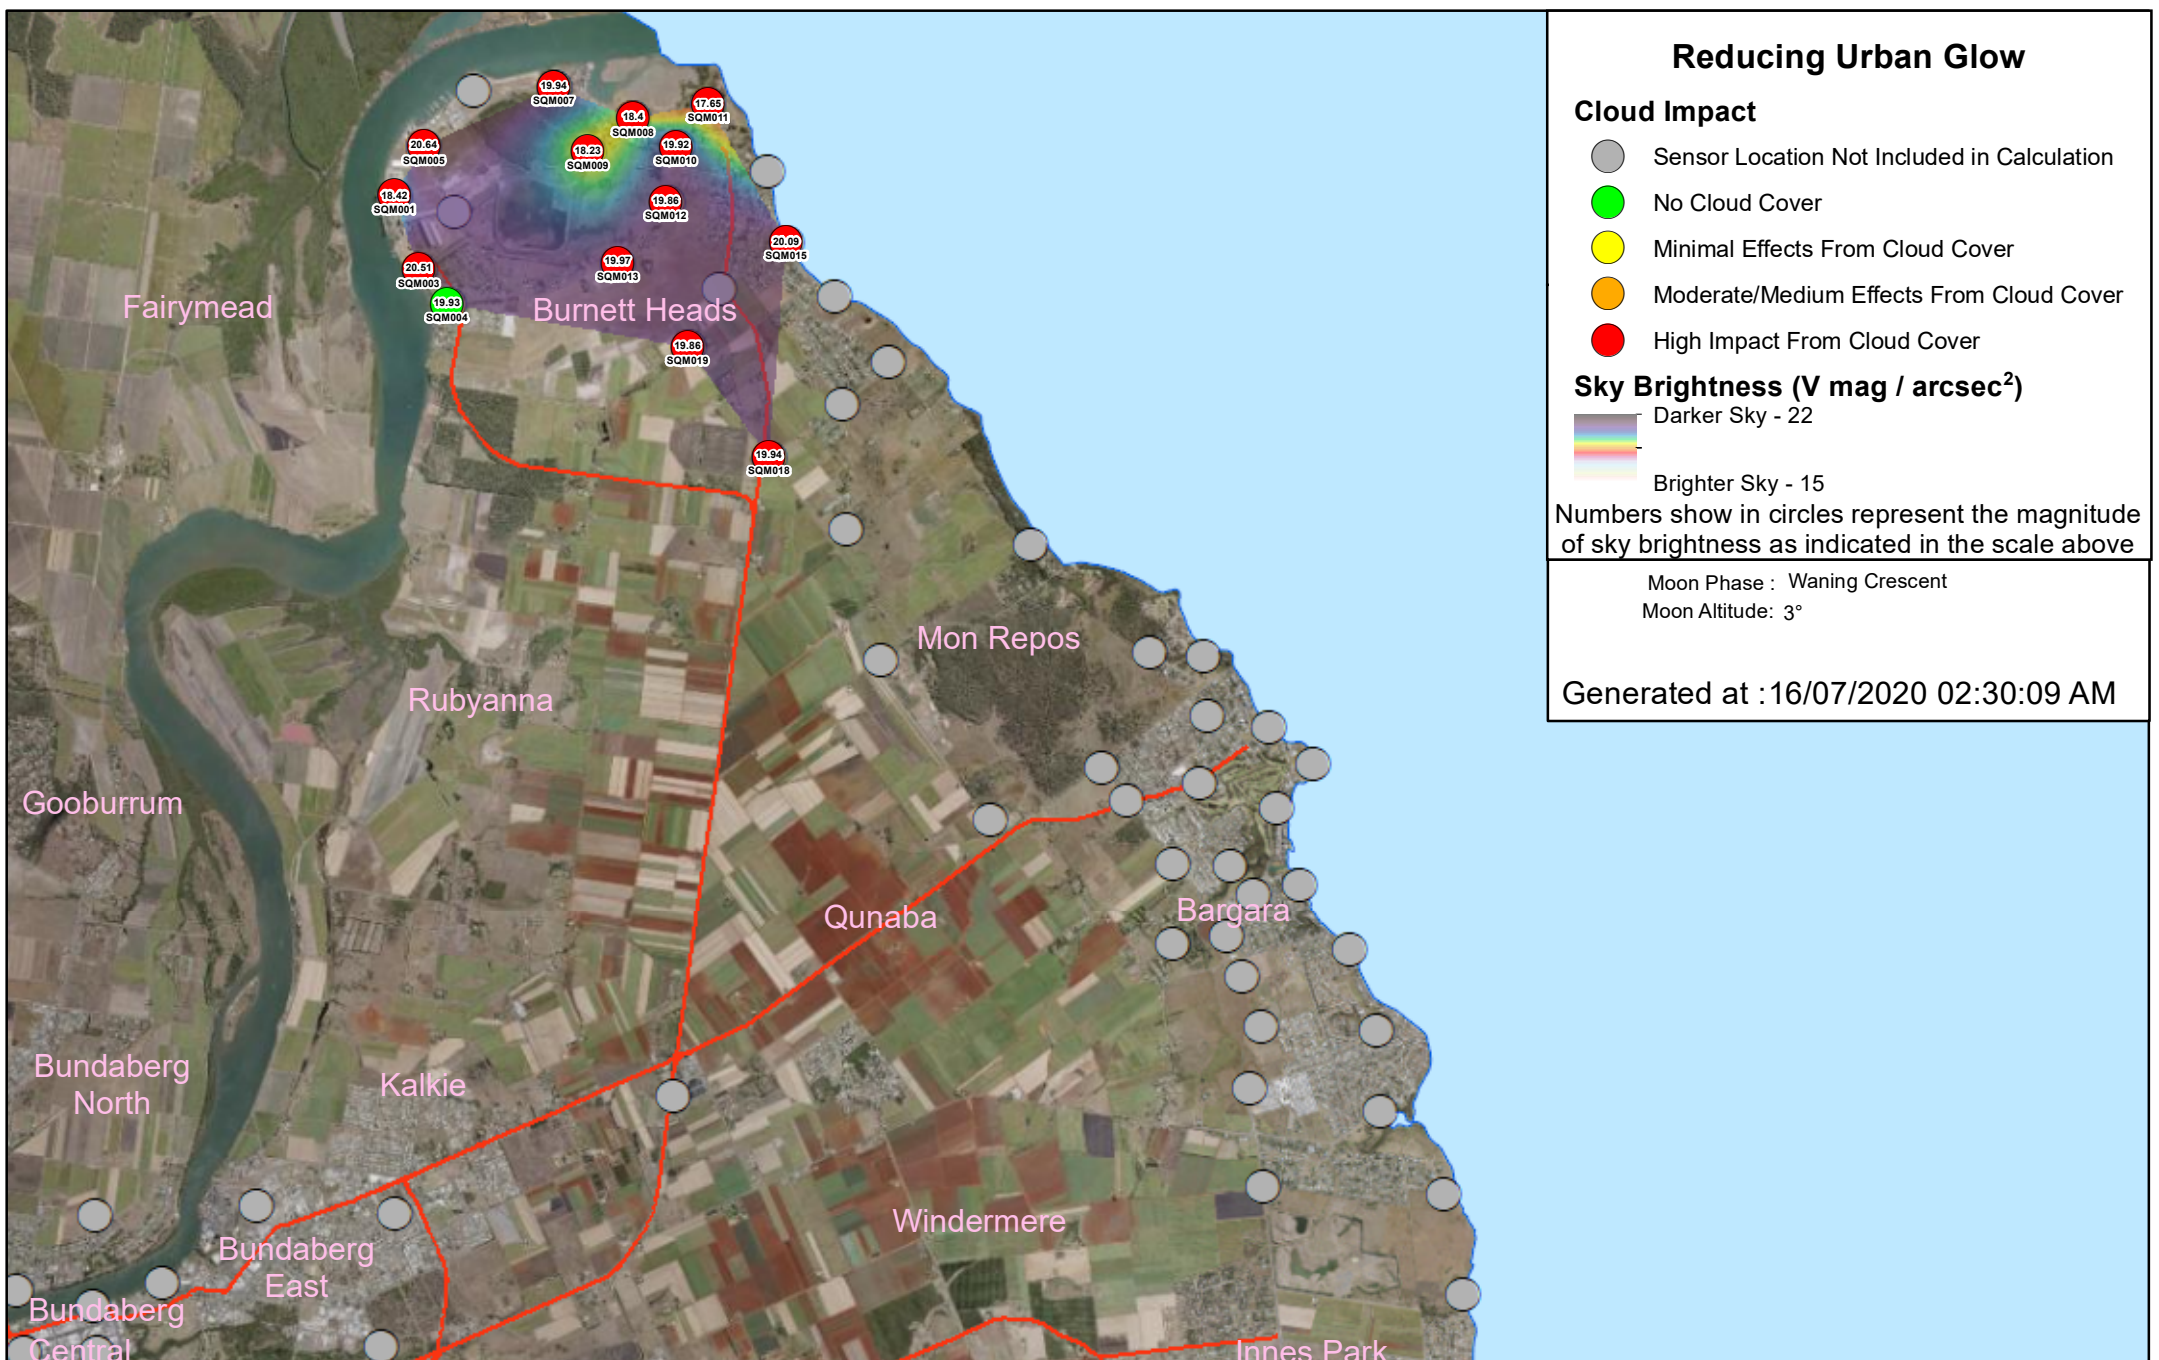 Reducing Urban Glow
Cloud Impact
Sensor Location Not Included in Calculation
No Cloud Cover
Minimal Effects From Cloud Cover
Moderate/Medium Effects From Cloud Cover
High Impact From Cloud Cover
Sky Brightness (V mag / arcsec²)
Darker Sky - 22
Brighter Sky - 15
Numbers show in circles represent the magnitude
of sky brightness as indicated in the scale above
Moon Phase : Waning Crescent
Moon Altitude: 3°
Generated at :16/07/2020 02:30:09 AM
19.94
SQM007
17.65
SQM011
18.4
SQM008
20.64
SQM005
18.23
SQM009
19.92
SQM010
18.42
SQM001
19.86
SQM012
20.09
SQM015
20.51
SQM003
19.97
SQM013
19.93
SQM004
Fairymead
Burnett Heads
19.86
SQM019
19.94
SQM018
Mon Repos
Rubyanna
Gooburrum
Qunaba
Bargara
Bundaberg
North
Kalkie
Windermere
Bundaberg
East
Bundaberg
Central
Innes Park